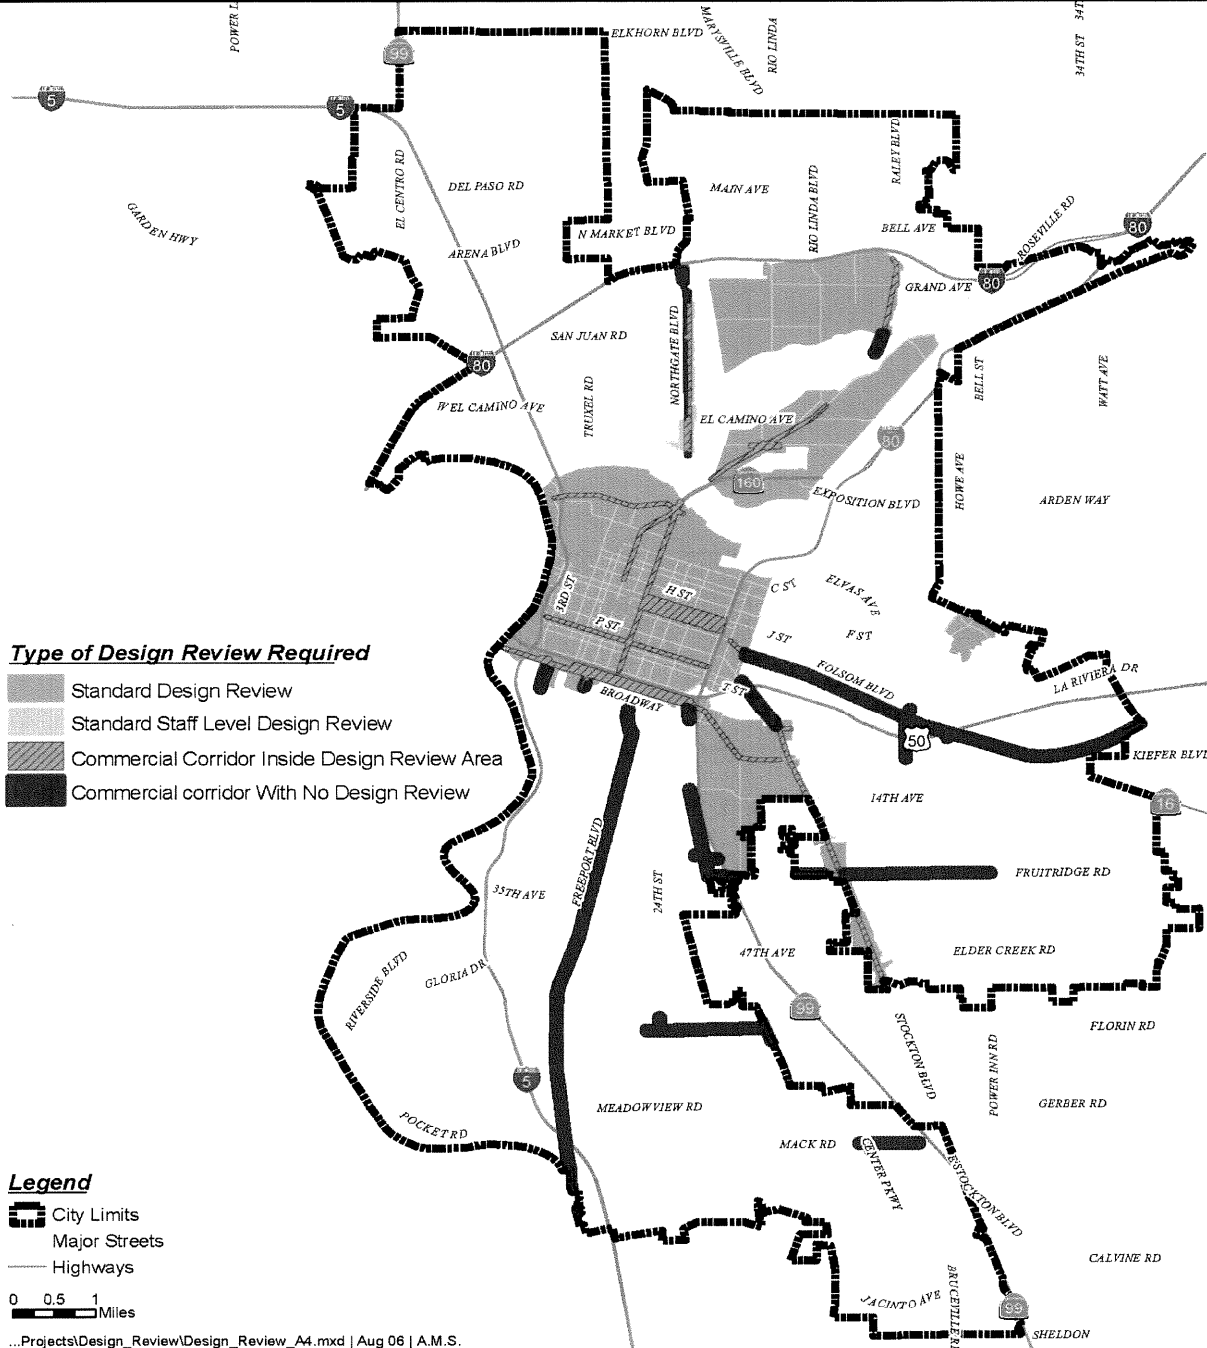 POWER L
ELKHORN BLVD
MARYSVILLE BLVD
RIO LINDA
34TH ST
34T
99
5
5
RALEY BLVD
EL CENTRO RD
DEL PASO RD
MAIN AVE
RIO LINDA BLVD
GARDEN HWY
ARENA BLVD
N MARKET BLVD
BELL AVE
ROSEVILLE RD
80
80
GRAND AVE
SAN JUAN RD
NORTHGATE BLVD
80
BELL ST
WATT AVE
W EL CAMINO AVE
TRUXEL RD
EL CAMINO AVE
80
160
EXPOSITION BLVD
HOWE AVE
ARDEN WAY
3RD ST
H ST
C ST
ELVAS AVE
P ST
J ST
F ST
Type of Design Review Required
Standard Design Review
Standard Staff Level Design Review
Commercial Corridor Inside Design Review Area
Commercial corridor With No Design Review
BROADWAY
T ST
FOLSOM BLVD
LA RIVIERA DR
50
KIEFER BLVD
14TH AVE
16
FREEPORT BLVD
35TH AVE
24TH ST
FRUITRIDGE RD
47TH AVE
ELDER CREEK RD
RIVERSIDE BLVD
GLORIA DR
99
STOCKTON BLVD
FLORIN RD
POWER INN RD
5
MEADOWVIEW RD
GERBER RD
POCKET RD
MACK RD
CENTER PKWY
E STOCKTON BLVD
CALVINE RD
JACINTO AVE
BRUCEVILLE RI
99
SHELDON
Legend
City Limits
Major Streets
Highways
0 0.5 1
Miles
...Projects\Design_Review\Design_Review_A4.mxd | Aug 06 | A.M.S.